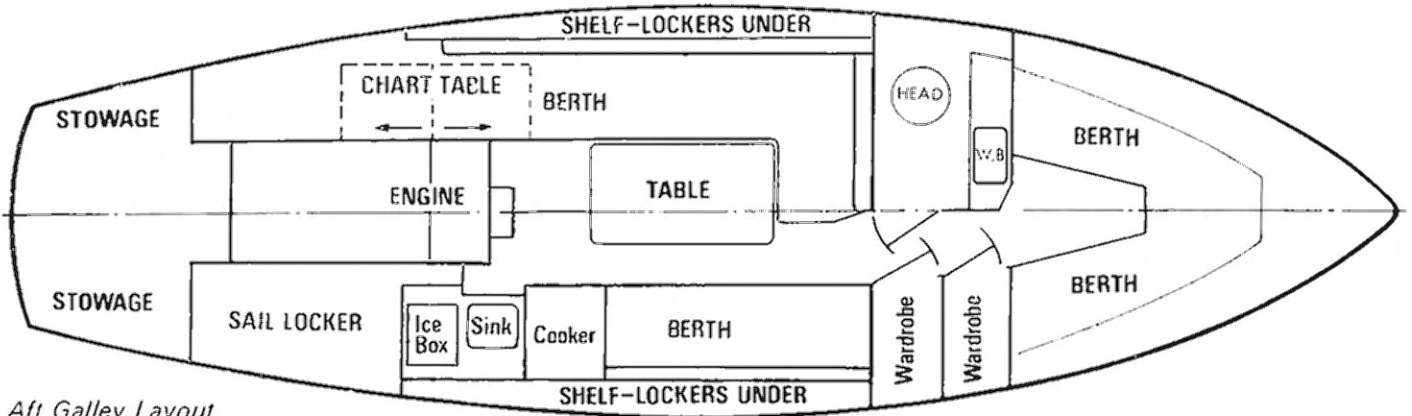 SHELF-LOCKERS UNDER
STOWAGE
CHART TABLE
BERTH
HEAD
W.B
BERTH
ENGINE
TABLE
STOWAGE
SAIL LOCKER
Ice
Box
Sink
Cooker
BERTH
Wardrobe
Wardrobe
BERTH
SHELF-LOCKERS UNDER
Aft Galley Layout